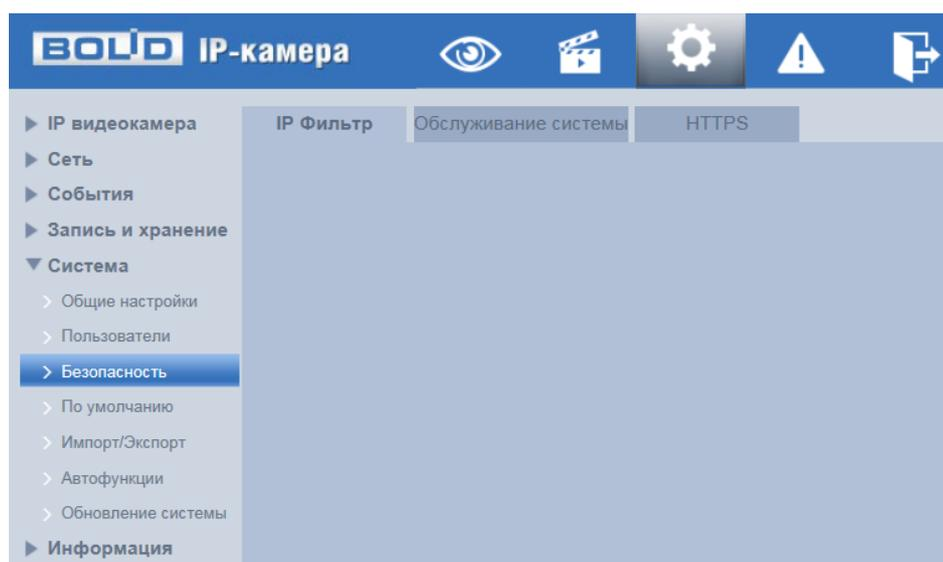 BOLID IP-камера
IP видеокамера
Сеть
События
Запись и хранение
Система
Общие настройки
Пользователи
Безопасность
По умолчанию
Импорт/Экспорт
Автофункции
Обновление системы
Информация
IP Фильтр
Обслуживание системы
HTTPS